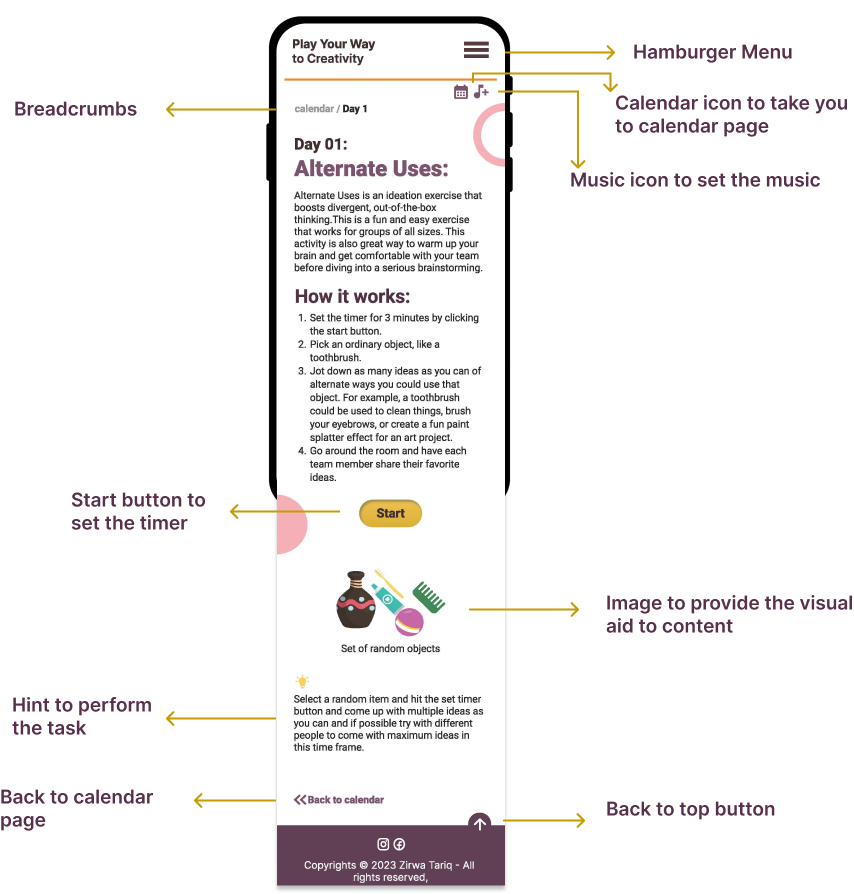 Play Your Way
to Creativity
Hamburger Menu
Calendar icon to take you
to calendar page
Breadcrumbs
calendar / Day 1
Music icon to set the music
Day 01:
Alternate Uses:
Alternate Uses is an ideation exercise that
boosts divergent, out-of-the-box
thinking.This is a fun and easy exercise
that works for groups of all sizes. This
activity is also great way to warm up your
brain and get comfortable with your team
before diving into a serious brainstorming.
How it works:
1. Set the timer for 3 minutes by clicking
the start button.
2. Pick an ordinary object, like a
toothbrush.
3. Jot down as many ideas as you can of
alternate ways you could use that
object. For example, a toothbrush
could be used to clean things, brush
your eyebrows, or create a fun paint
splatter effect for an art project.
4. Go around the room and have each
team member share their favorite
ideas.
Start button to
set the timer
Start
Image to provide the visual
aid to content
Set of random objects
Hint to perform
the task
Select a random item and hit the set timer
button and come up with multiple ideas as
you can and if possible try with different
people to come with maximum ideas in
this time frame.
Back to calendar
page
Back to calendar
Back to top button
Copyrights © 2023 Zirwa Tariq - All
rights reserved,